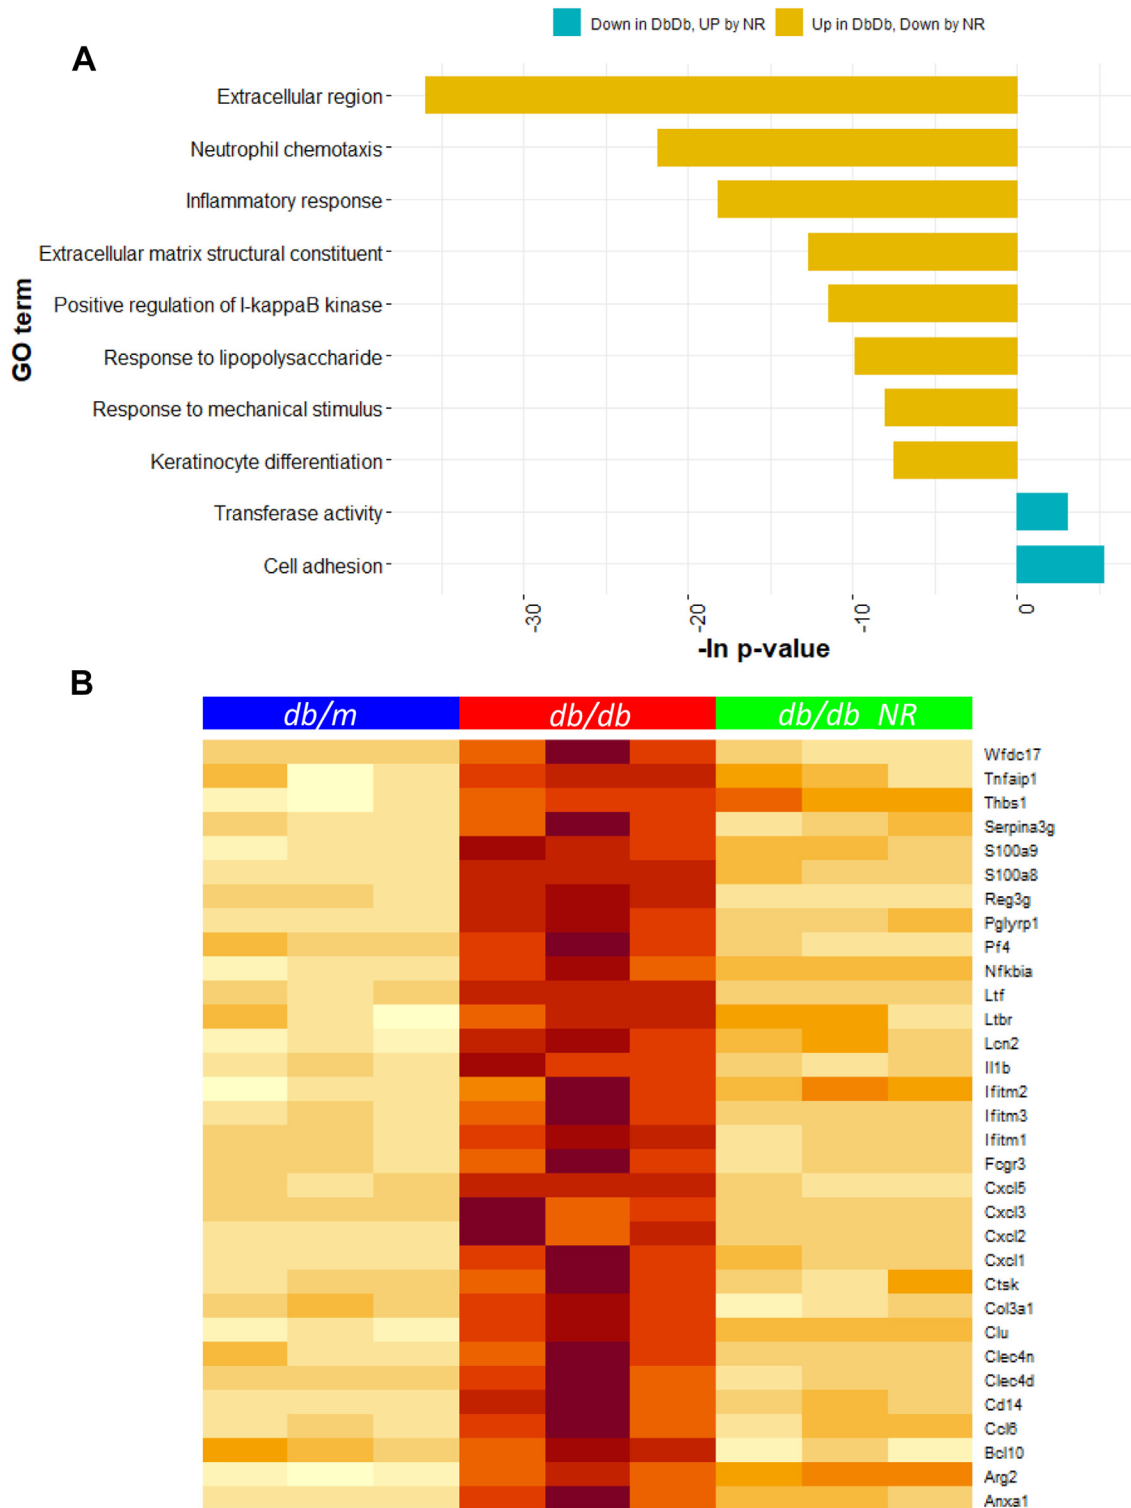 Down in DbDb, UP by NR Up in DbDb, Down by NR
A
GO term
Extracellular region
Neutrophil chemotaxis
Inflammatory response
Extracellular matrix structural constituent
Positive regulation of I-kappaB kinase
Response to lipopolysaccharide
Response to mechanical stimulus
Keratinocyte differentiation
Transferase activity
Cell adhesion
-30 -20 -10 0
-ln p-value
B
db/m db/db db/db NR
Wfdc17
Tnfaip1
Thbs1
Serpina3g
S100a9
S100a8
Reg3g
Pglyrp1
Pf4
Nfkbia
Ltf
Ltbr
Lcn2
Il1b
Ifitm2
Ifitm3
Ifitm1
Fcgr3
Cxcl5
Cxcl3
Cxcl2
Cxcl1
Ctsk
Col3a1
Clu
Clec4n
Clec4d
Cd14
Ccl6
Bcl10
Arg2
Anxa1